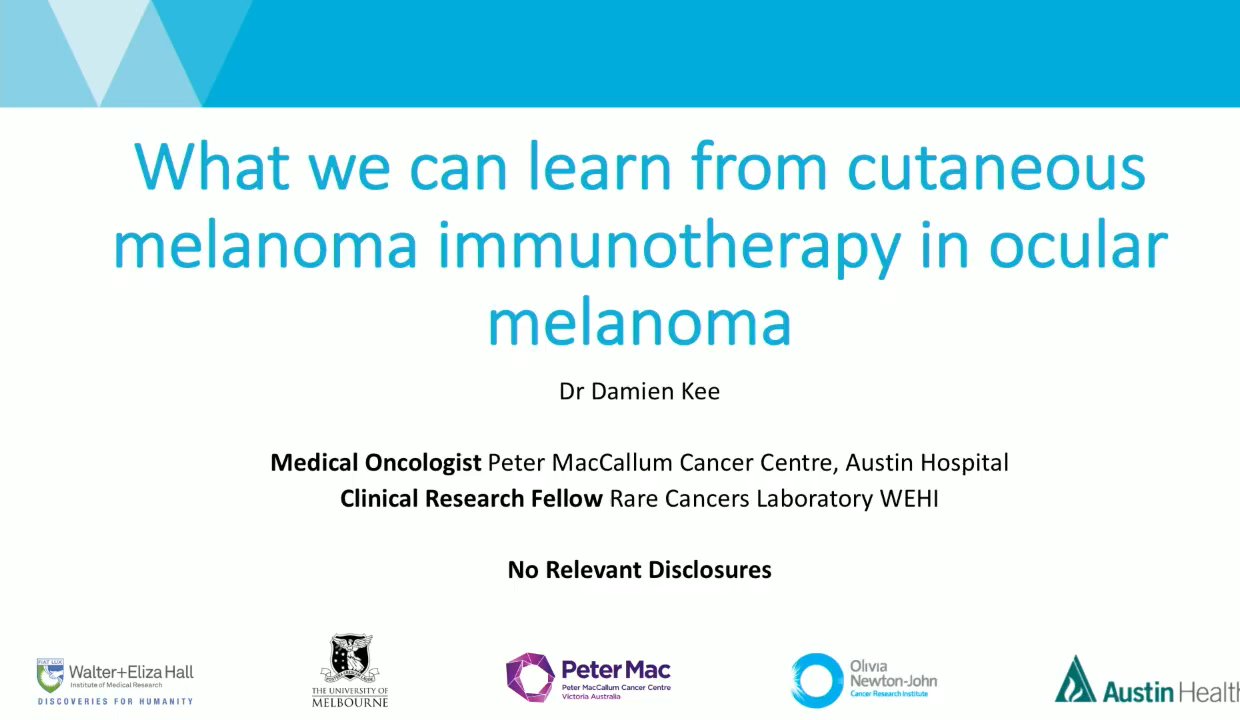 What we can learn from cutaneous
melanoma immunotherapy in ocular
melanoma
Dr Damien Kee
Medical Oncologist Peter MacCallum Cancer Centre, Austin Hospital
Clinical Research Fellow Rare Cancers Laboratory WEHI
No Relevant Disclosures
FIAT LUX
Walter+Eliza Hall
Institute of Medical Research
DISCOVERIES FOR HUMANITY
THE UNIVERSITY OF
MELBOURNE
Peter Mac
Peter MacCallum Cancer Centre
Victoria Australia
Olivia
Newton-John
Cancer Research Institute
Austin Health